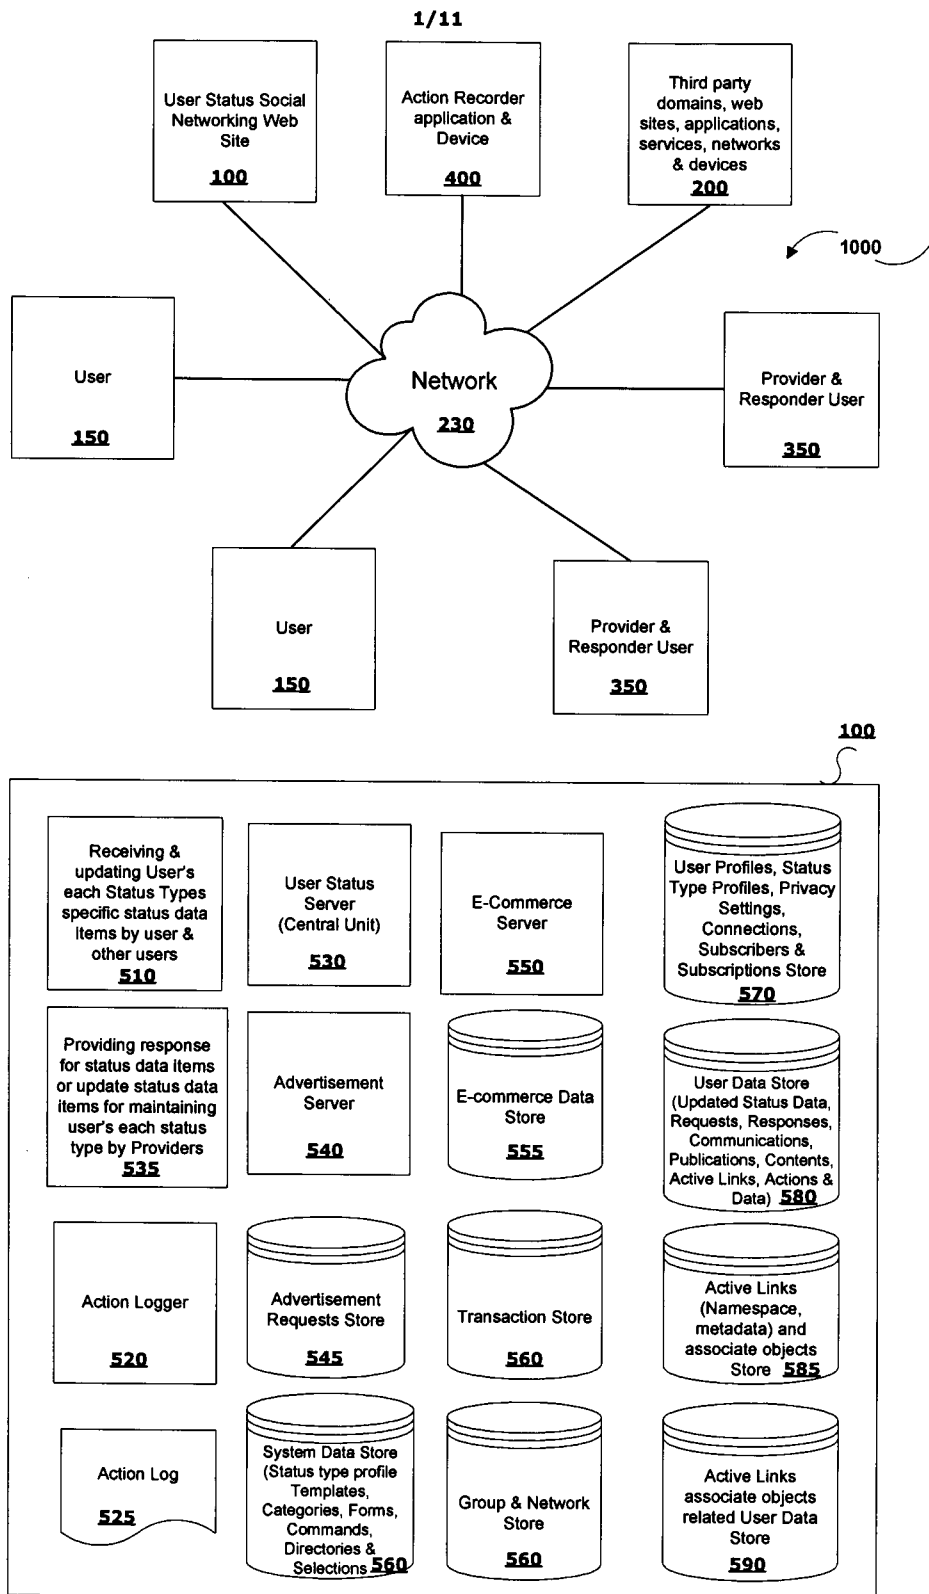 1/11
User Status Social
Networking Web
Site
100
Action Recorder
application &
Device
400
Third party
domains, web
sites, applications,
services, networks
& devices
200
1000
User
150
Network
230
Provider &
Responder User
350
User
150
Provider &
Responder User
350
100
Receiving &
updating User's
each Status Types
specific status data
items by user &
other users
510
User Status
Server
(Central Unit)
530
E-Commerce
Server
550
User Profiles, Status
Type Profiles, Privacy
Settings,
Connections,
Subscribers &
Subscriptions Store
570
Providing response
for status data items
or update status data
items for maintaining
user's each status
type by Providers
535
Advertisement
Server
540
E-commerce Data
Store
555
User Data Store
(Updated Status Data,
Requests, Responses,
Communications,
Publications, Contents,
Active Links, Actions &
Data) 580
Action Logger
520
Advertisement
Requests Store
545
Transaction Store
560
Active Links
(Namespace,
metadata) and
associate objects
Store 585
Action Log
525
System Data Store
(Status type profile
Templates,
Categories, Forms,
Commands,
Directories &
Selections) 560
Group & Network
Store
560
Active Links
associate objects
related User Data
Store
590